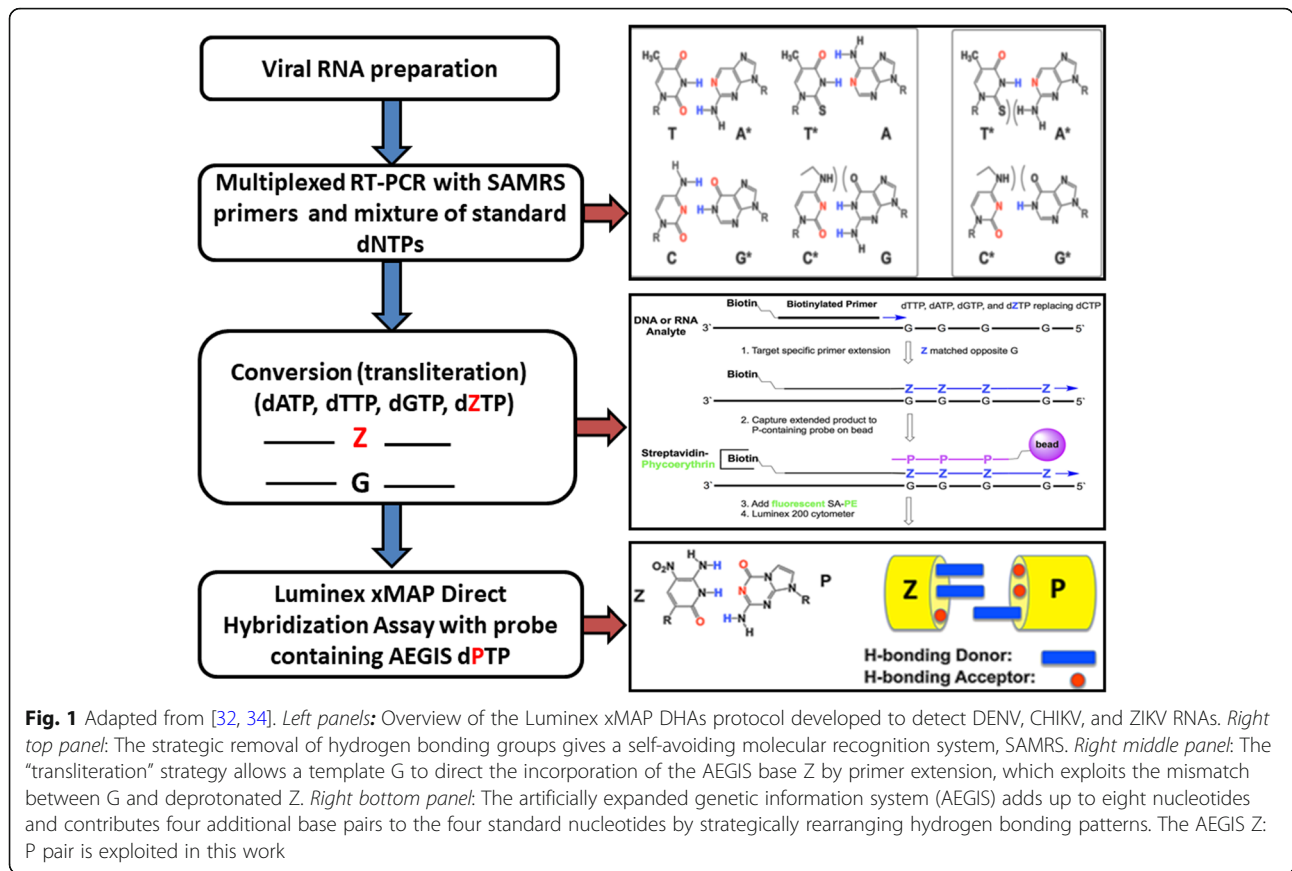 Viral RNA preparation
Multiplexed RT-PCR with SAMRS
primers and mixture of standard
dNTPs
Conversion (transliteration)
(dATP, dTTP, dGTP, dZTP)
Z
G
Luminex xMAP Direct
Hybridization Assay with probe
containing AEGIS dPTP
H₃C O N-H N N N R O R N H-N H
T A*
H₃C O N-H N S R H N-H N N N R
T* A
H₃C O N-H N S )( H-N H N N R R
T* A*
H N-H O N N H-N N R N O R
C G*
NH )( O N N H-N N R N O R H-N H
C* G
NH )( O N N H-N N R N O R
C* G*
Biotin Biotinylated Primer dTTP, dATP, dGTP, and dZTP replacing dCTP
DNA or RNA
Analyte 3` G G G G 5`
1. Target specific primer extension Z matched opposite G
Biotin Z Z Z Z
3` G G G G 5`
2. Capture extended product to
P-containing probe on bead
bead
Streptavidin-
Phycoerythrin Biotin P P P
Z Z Z Z
3` G G G G 5`
3. Add fluorescent SA-PE
4. Luminex 200 cytometer
Z O₂N H N-H N-H O R O N N N N R H-N H P
Z P
H-bonding Donor:
H-bonding Acceptor:
Fig. 1 Adapted from [32, 34]. Left panels: Overview of the Luminex xMAP DHAs protocol developed to detect DENV, CHIKV, and ZIKV RNAs. Right
top panel: The strategic removal of hydrogen bonding groups gives a self-avoiding molecular recognition system, SAMRS. Right middle panel: The
“transliteration” strategy allows a template G to direct the incorporation of the AEGIS base Z by primer extension, which exploits the mismatch
between G and deprotonated Z. Right bottom panel: The artificially expanded genetic information system (AEGIS) adds up to eight nucleotides
and contributes four additional base pairs to the four standard nucleotides by strategically rearranging hydrogen bonding patterns. The AEGIS Z:
P pair is exploited in this work